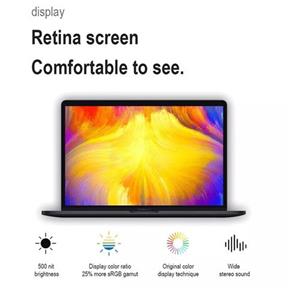 display
Retina screen
Comfortable to see.
500 nit
brightness
Display color ratio
25% more sRGB gamut
Original color
display technique
Wide
stereo sound